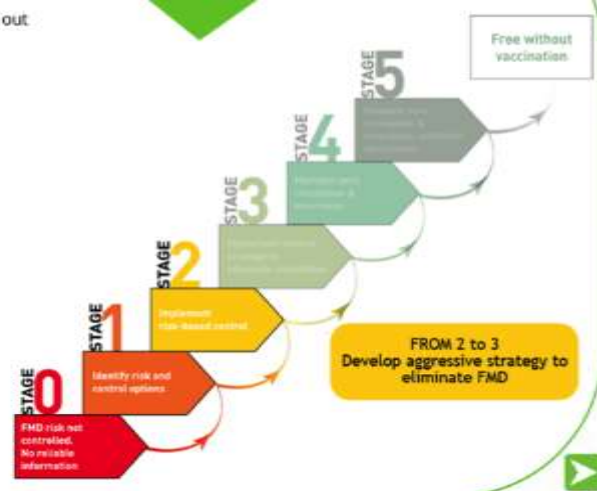 out
Free without
vaccination
STAGE 5
STAGE 4
STAGE 3
STAGE 2
Implement
risk-based control
STAGE 1
Identify risk and
control options
STAGE 0
FMD risk not
controlled.
No reliable
information
FROM 2 to 3
Develop aggressive strategy to
eliminate FMD